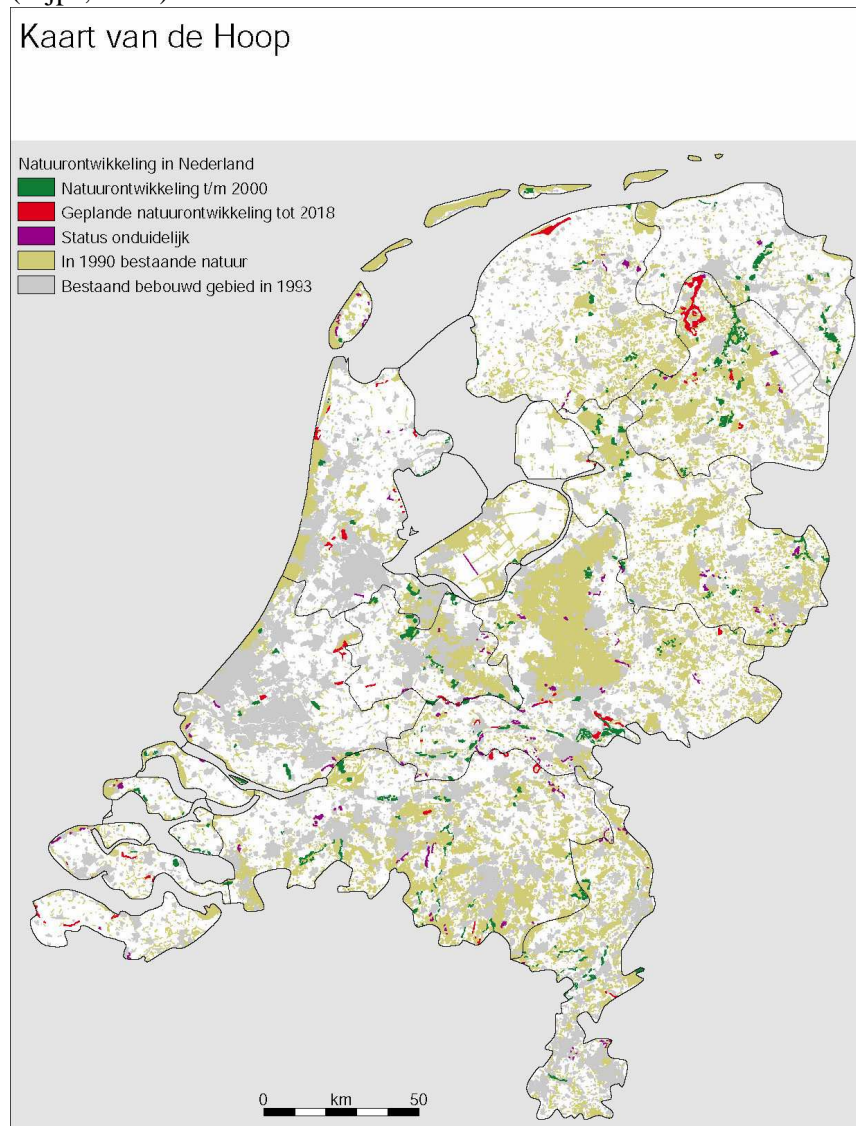 Kaart van de Hoop
Natuurontwikkeling in Nederland
Natuurontwikkeling t/m 2000
Geplande natuurontwikkeling tot 2018
Status onduidelijk
In 1990 bestaande natuur
Bestaand bebouwd gebied in 1993
0 km 50